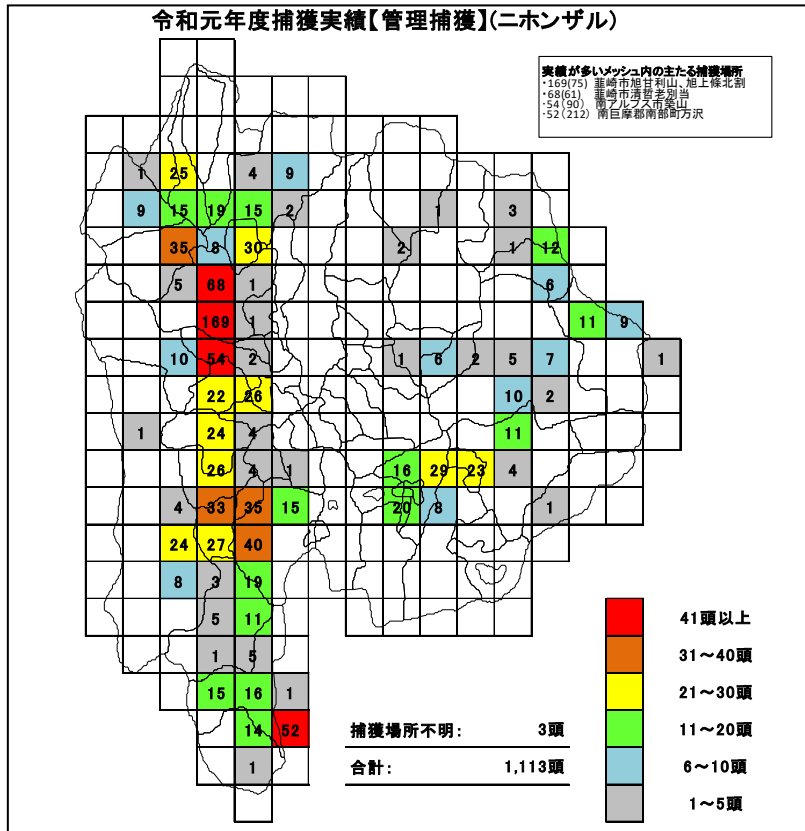 令和元年度捕獲実績【管理捕獲】(ニホンザル)
実績が多いメッシュ内の主たる捕獲場所
・169(75) 韮崎市旭甘利山、旭上條北割
・68(61) 韮崎市清哲老別当
・54(90) 南アルプス市築山
・52(212) 南巨摩郡南部町万沢
1 25 4 9
9 15 19 15 2 1 3
35 8 30 2 1 12
5 68 1 6
169 1 11 9
10 54 2 1 6 2 5 7 1
22 26 10 2
1 24 4 11
26 4 1 16 29 23 4
4 33 35 15 20 8 1
24 27 40
8 3 19
5 11
1 5
15 16 1
14 52
1
41頭以上
31～40頭
21～30頭
11～20頭
6～10頭
1～5頭
捕獲場所不明: 3頭
合計: 1,113頭